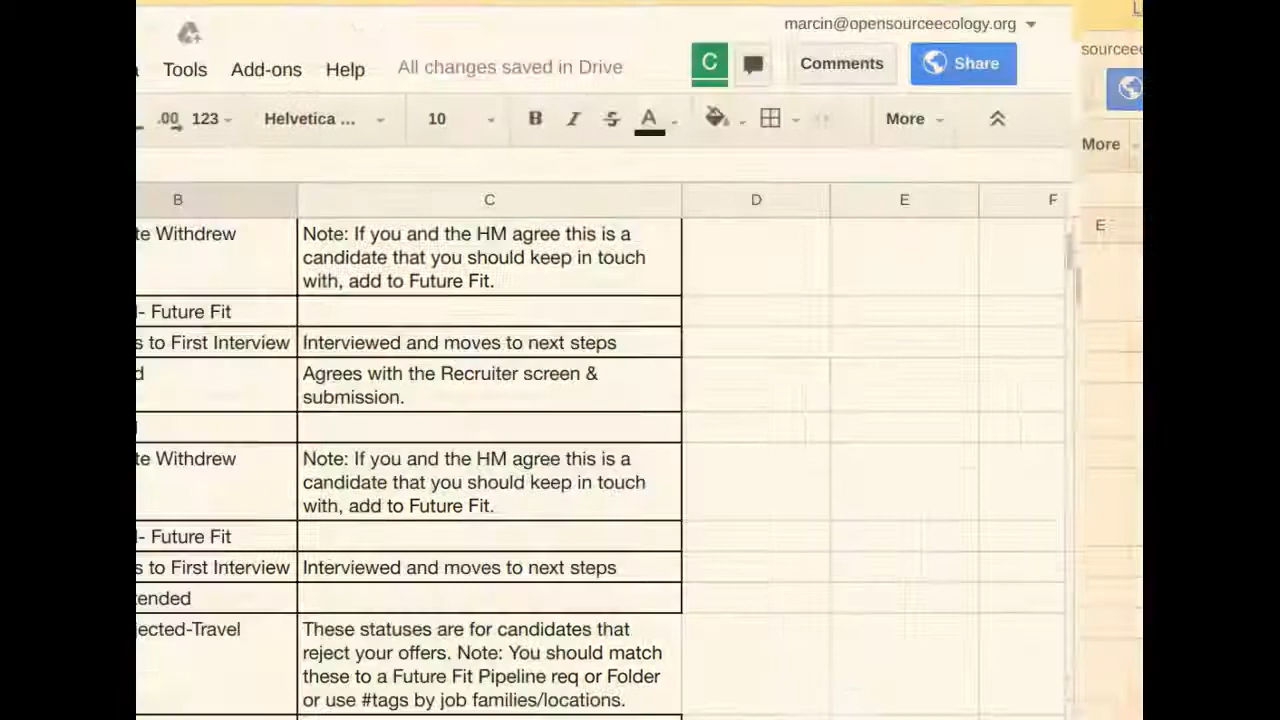 marcin@opensourceecology.org
Tools Add-ons Help All changes saved in Drive
C Comments Share
.00 123 Helvetica ... 10 B I S A More
More
B C D E F
E
te Withdrew
Note: If you and the HM agree this is a
candidate that you should keep in touch
with, add to Future Fit.
- Future Fit
s to First Interview
Interviewed and moves to next steps
d
Agrees with the Recruiter screen &
submission.
te Withdrew
Note: If you and the HM agree this is a
candidate that you should keep in touch
with, add to Future Fit.
- Future Fit
s to First Interview
Interviewed and moves to next steps
tended
jected-Travel
These statuses are for candidates that
reject your offers. Note: You should match
these to a Future Fit Pipeline req or Folder
or use #tags by job families/locations.